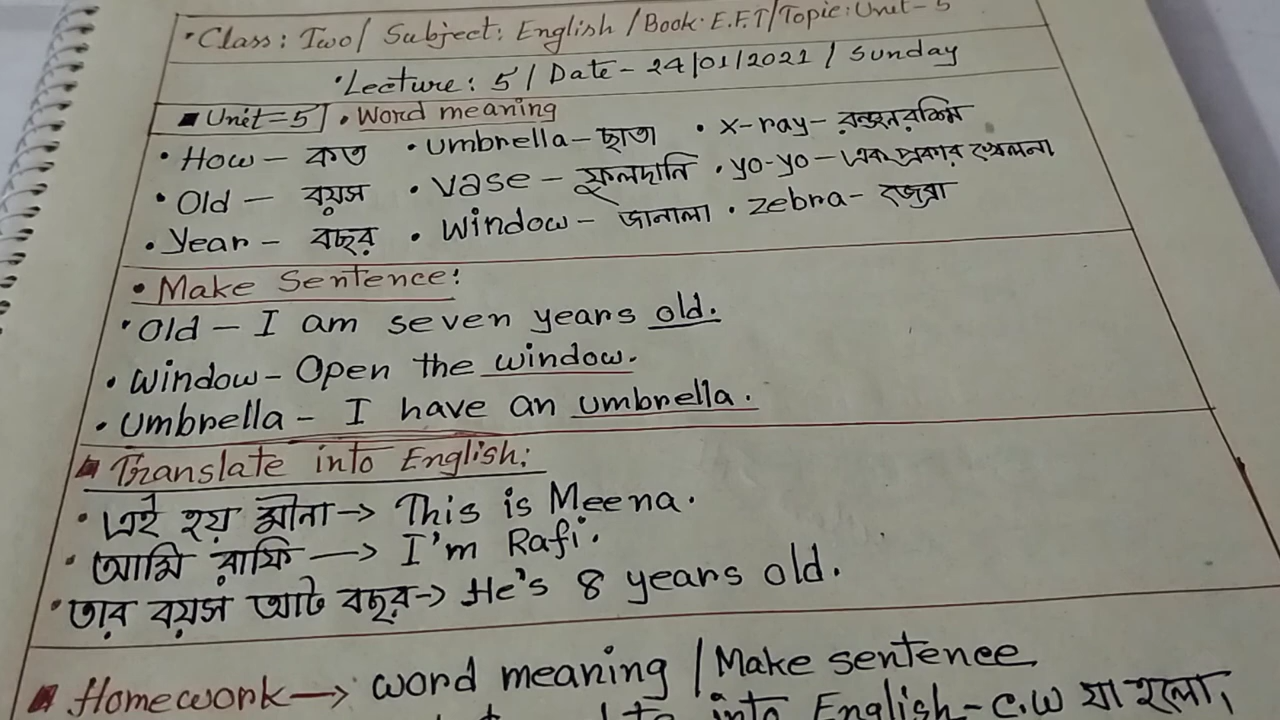 • Class: Two/ Subject: English /Book: E.F.T/Topic: Unit-5
• Lecture: 5 / Date - 24/01/2021 / Sunday
▪ Unit=5 • Word meaning
• How - কত • umbrella - ছাতা • x-ray - রঞ্জনরশ্মি
• Old - বয়স • vase - ফুলদানি • yo-yo - এক প্রকার খেলনা
• Year - বছর • window - জানালা • zebra - জেব্রা
• Make Sentence:
• Old - I am seven years old.
• Window - Open the window.
• Umbrella - I have an umbrella.
▪ Translate into English:
• এই হয় মীনা → This is Meena.
• আমি রাফি → I'm Rafi.
• তার বয়স আট বছর → He's 8 years old.
▪ Homework → word meaning / Make sentence
into English - C.W যা হলো,